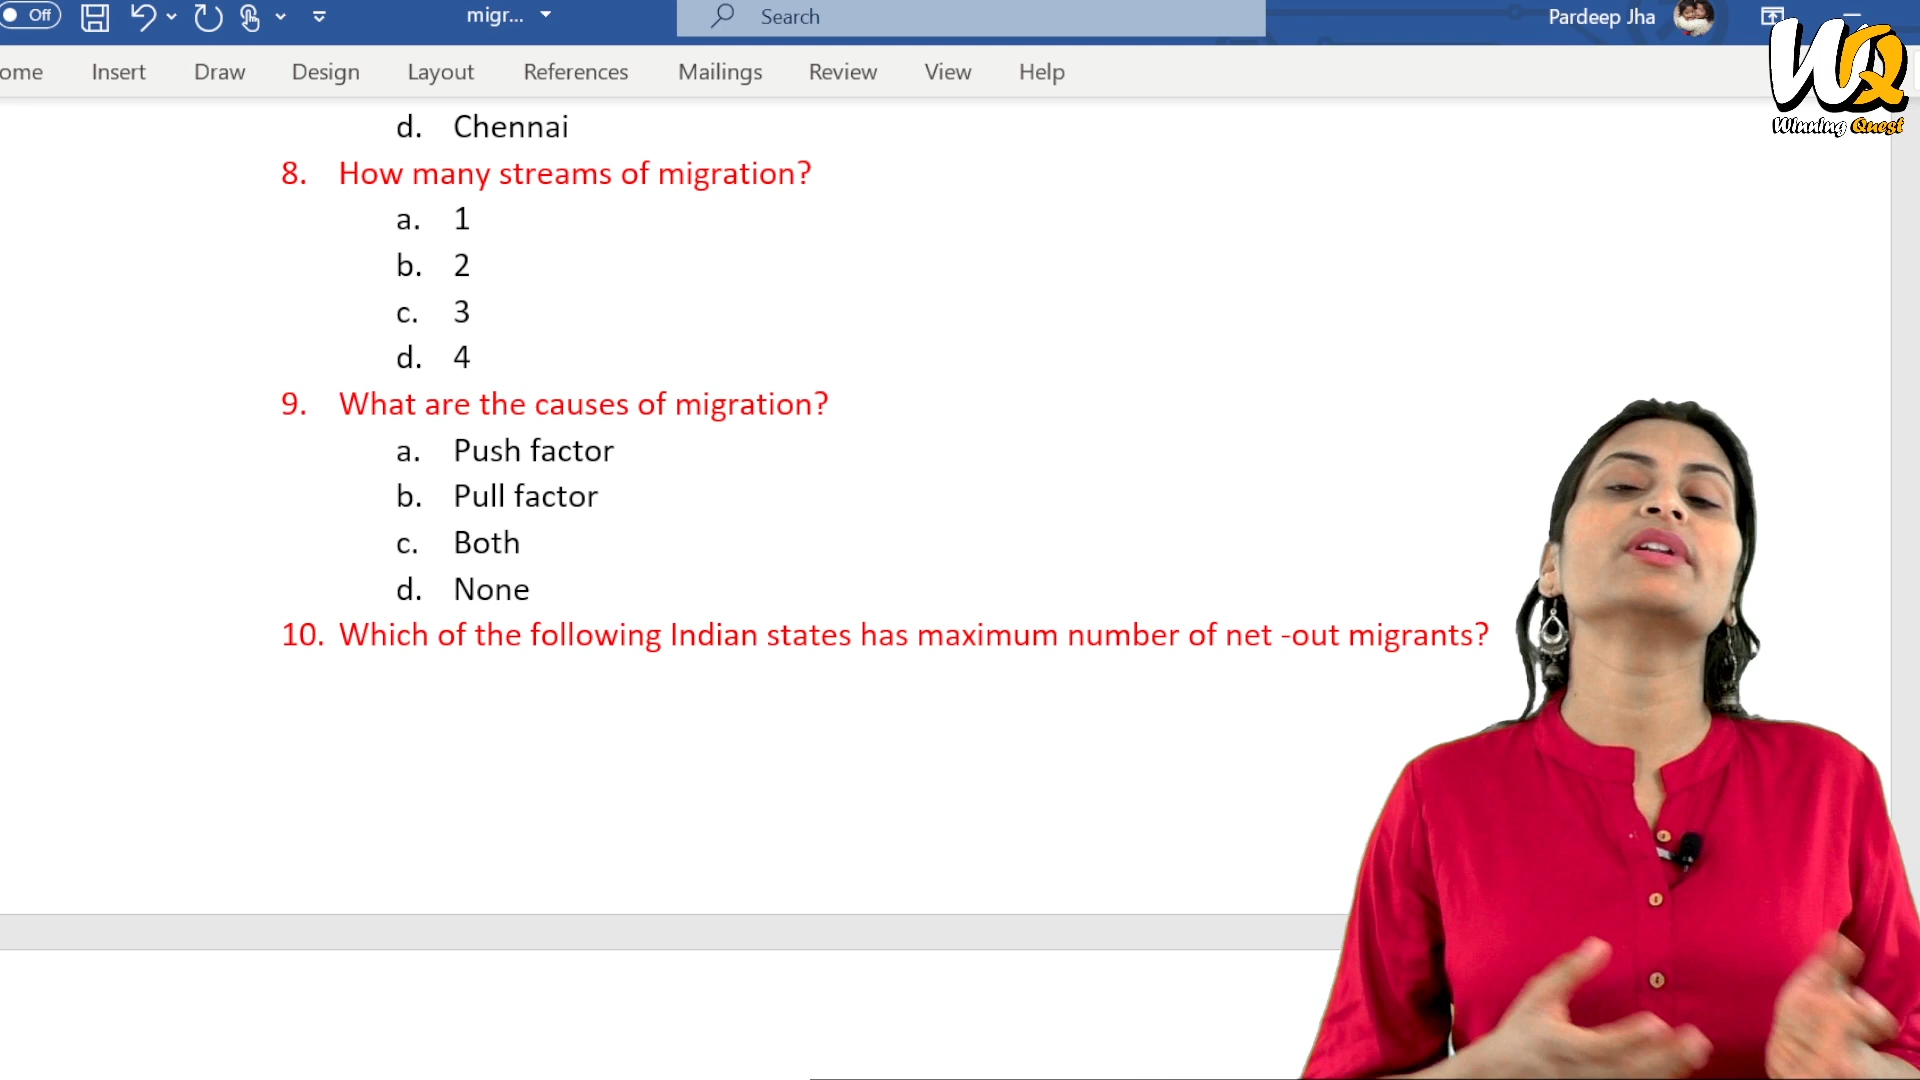 Off
migr...
Search
Pardeep Jha
ome Insert Draw Design Layout References Mailings Review View Help
WQ
Winning Quest
d. Chennai
8. How many streams of migration?
a. 1
b. 2
c. 3
d. 4
9. What are the causes of migration?
a. Push factor
b. Pull factor
c. Both
d. None
10. Which of the following Indian states has maximum number of net -out migrants?